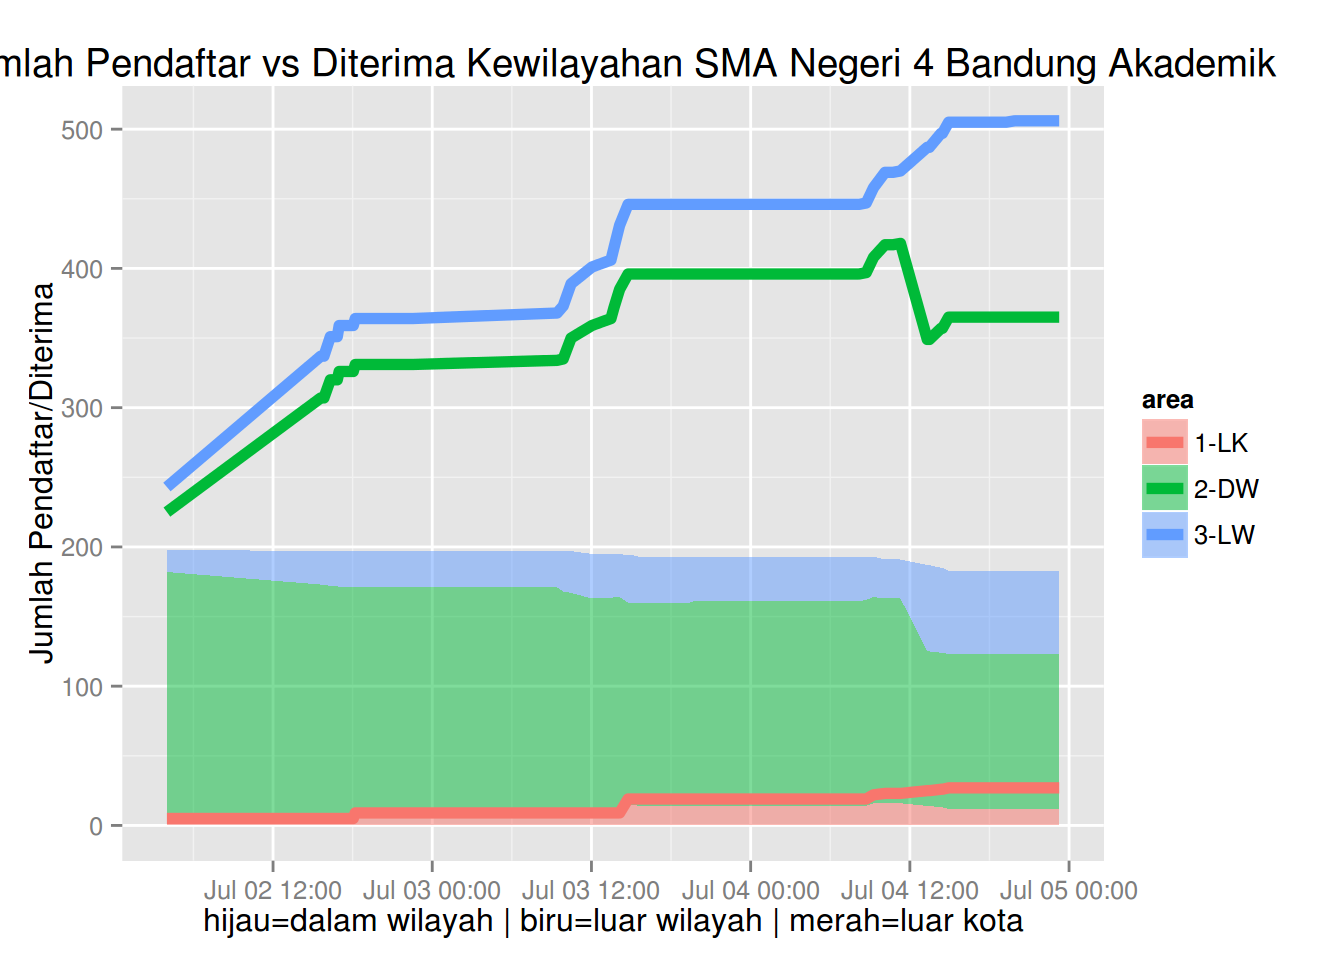 mlah Pendaftar vs Diterima Kewilayahan SMA Negeri 4 Bandung Akademik
Jumlah Pendaftar/Diterima
500
400
300
200
100
0
Jul 02 12:00 Jul 03 00:00 Jul 03 12:00 Jul 04 00:00 Jul 04 12:00 Jul 05 00:00
hijau=dalam wilayah | biru=luar wilayah | merah=luar kota
area
1-LK
2-DW
3-LW